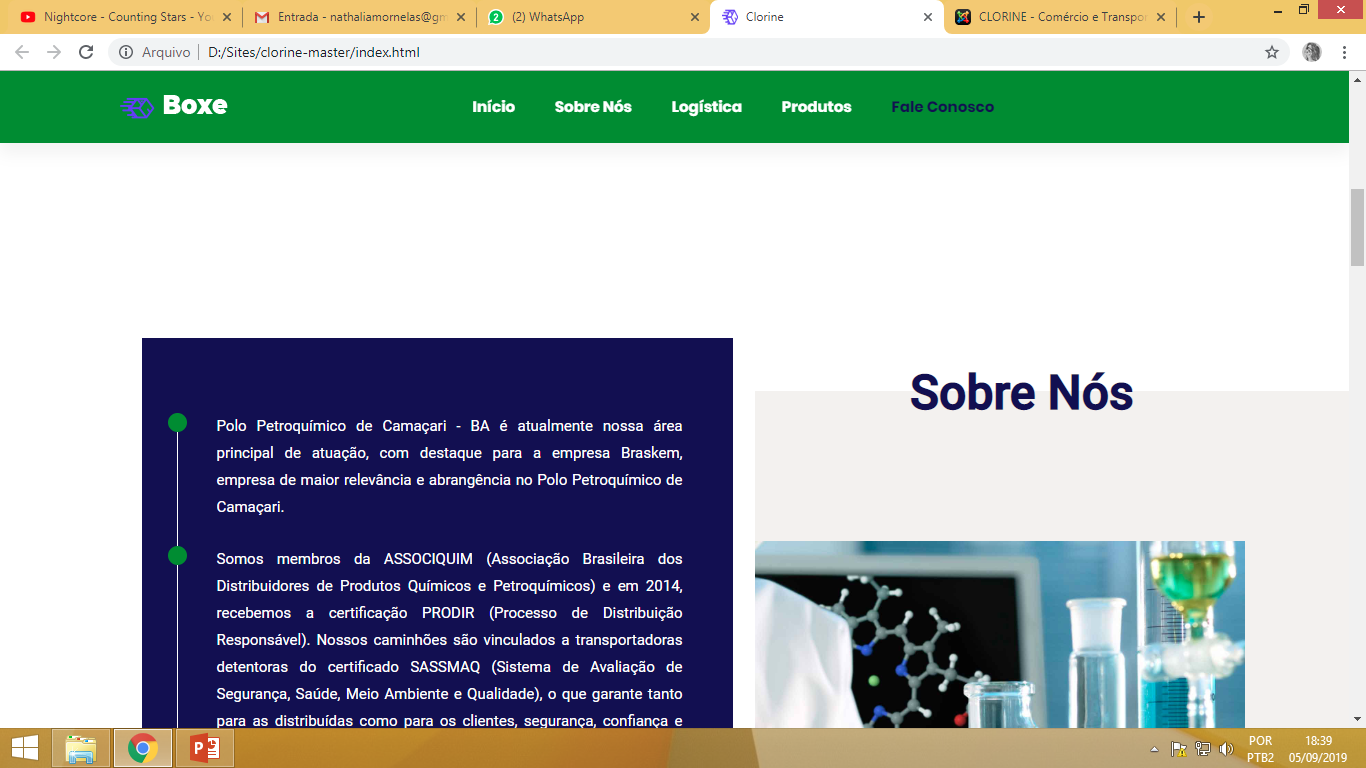 Nightcore - Counting Stars - Yo
Entrada - nathaliamornelas@gm
2 (2) WhatsApp
Clorine
CLORINE - Comércio e Transpo
Arquivo | D:/Sites/clorine-master/index.html
Boxe
Início Sobre Nós Logística Produtos Fale Conosco
Polo Petroquímico de Camaçari - BA é atualmente nossa área
principal de atuação, com destaque para a empresa Braskem,
empresa de maior relevância e abrangência no Polo Petroquímico de
Camaçari.
Somos membros da ASSOCIQUIM (Associação Brasileira dos
Distribuidores de Produtos Químicos e Petroquímicos) e em 2014,
recebemos a certificação PRODIR (Processo de Distribuição
Responsável). Nossos caminhões são vinculados a transportadoras
detentoras do certificado SASSMAQ (Sistema de Avaliação de
Segurança, Saúde, Meio Ambiente e Qualidade), o que garante tanto
para as distribuídas como para os clientes, segurança, confiança e
Sobre Nós
POR
PTB2
18:39
05/09/2019